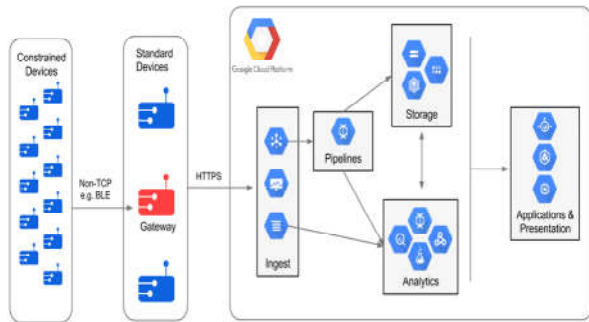 Constrained
Devices
Standard
Devices
Google Cloud Platform
Non-TCP
e.g. BLE
Gateway
HTTPS
Ingest
Pipelines
Storage
Analytics
Applications &
Presentation